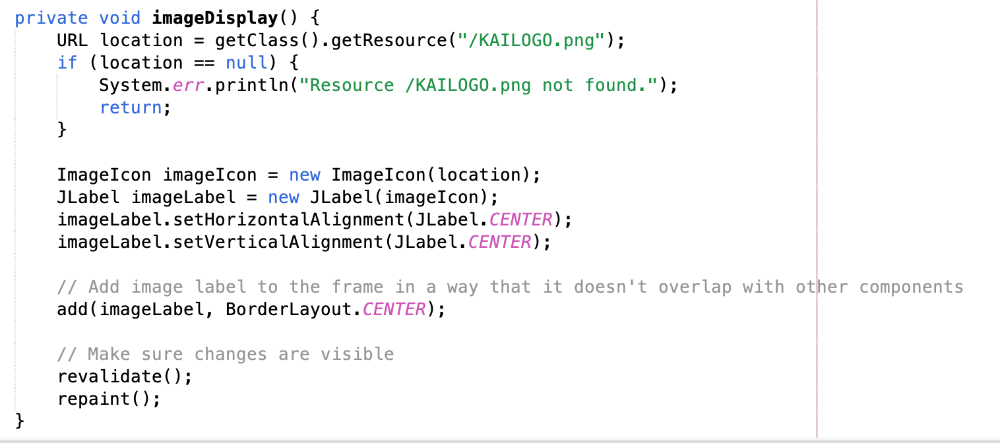 private void imageDisplay() {
    URL location = getClass().getResource("/KAILOGO.png");
    if (location == null) {
        System.err.println("Resource /KAILOGO.png not found.");
        return;
    }

    ImageIcon imageIcon = new ImageIcon(location);
    JLabel imageLabel = new JLabel(imageIcon);
    imageLabel.setHorizontalAlignment(JLabel.CENTER);
    imageLabel.setVerticalAlignment(JLabel.CENTER);

    // Add image label to the frame in a way that it doesn't overlap with other components
    add(imageLabel, BorderLayout.CENTER);

    // Make sure changes are visible
    revalidate();
    repaint();
}